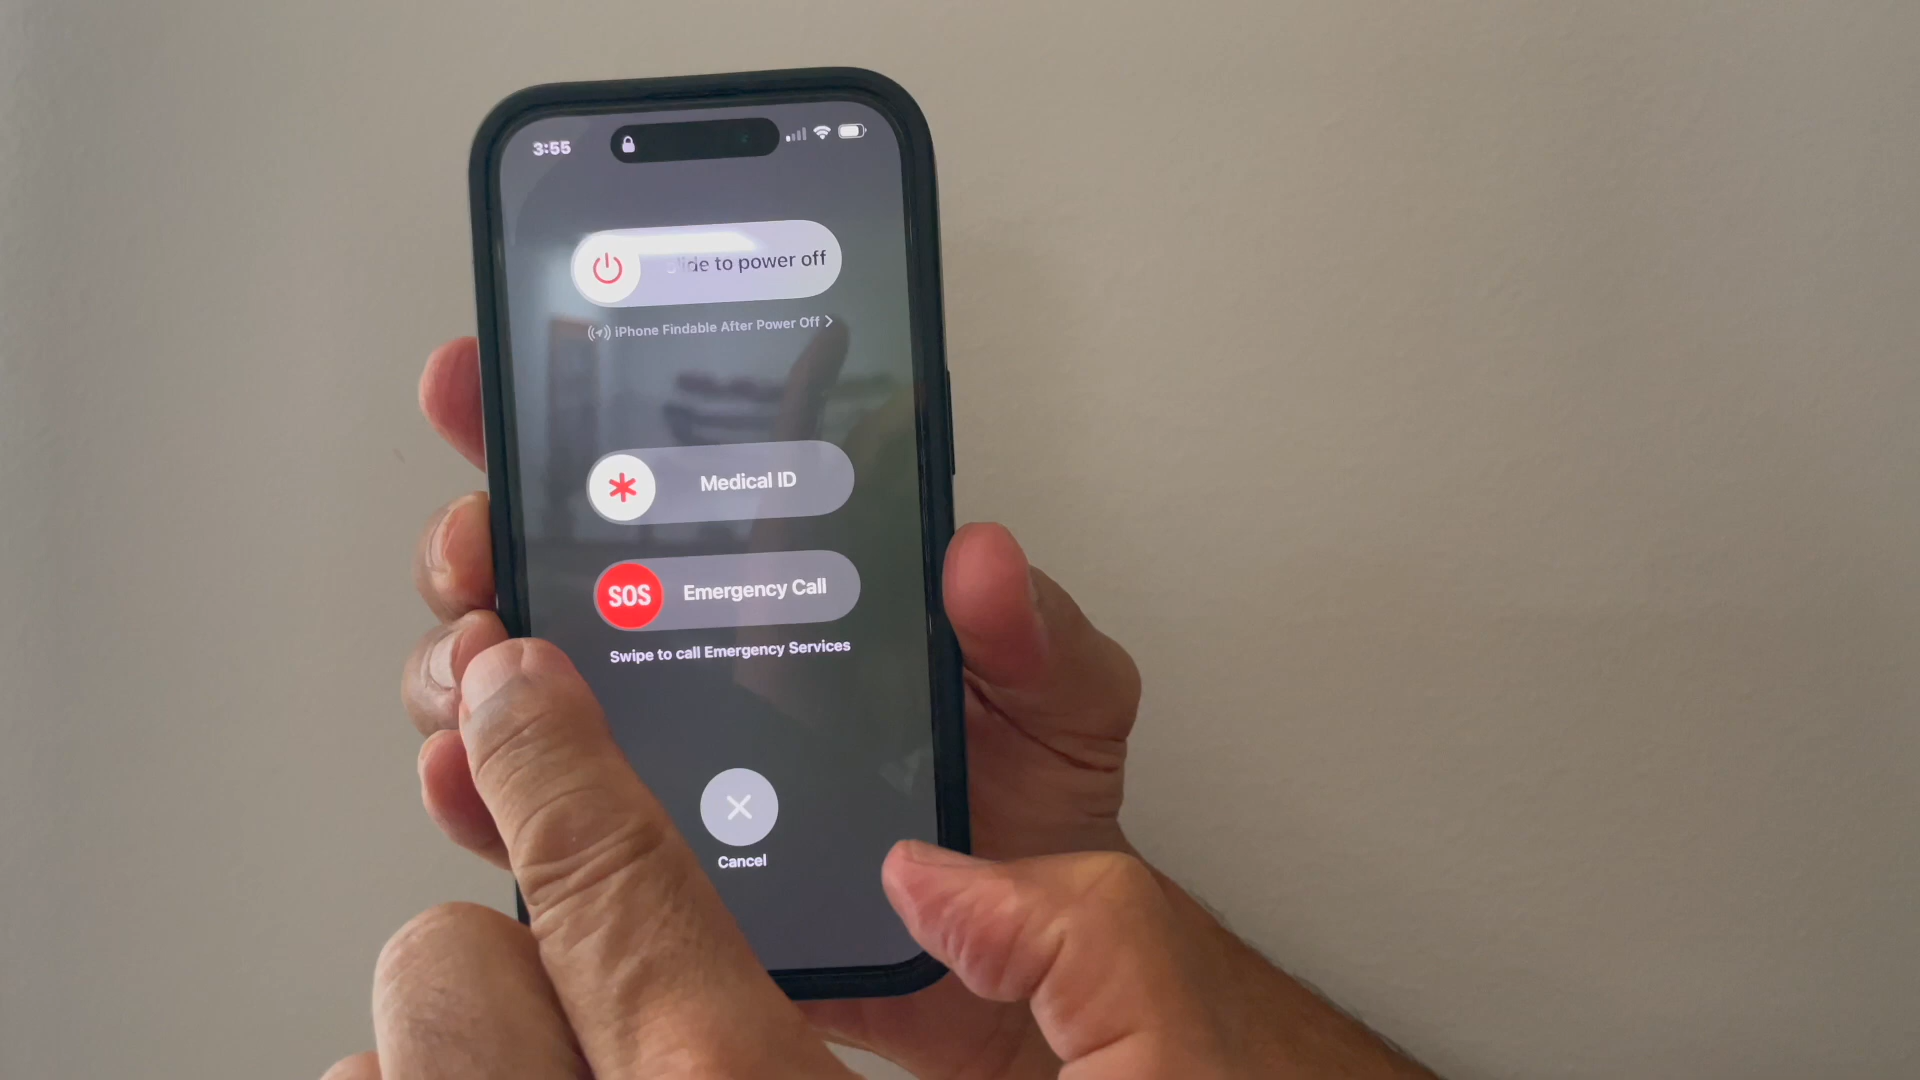 3:55
slide to power off
iPhone Findable After Power Off
Medical ID
SOS Emergency Call
Swipe to call Emergency Services
Cancel